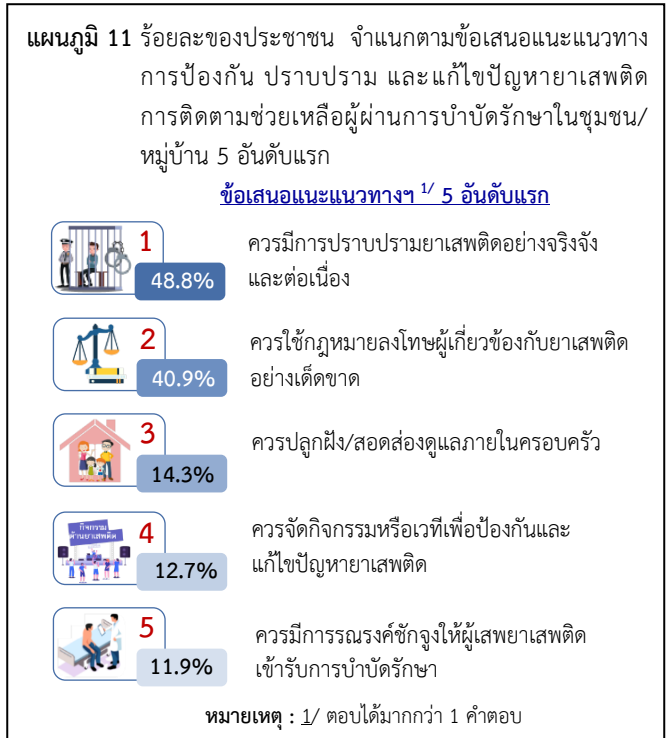 แผนภูมิ 11 ร้อยละของประชาชน จำแนกตามข้อเสนอแนะแนวทาง
การป้องกัน ปราบปราม และแก้ไขปัญหายาเสพติด
การติดตามช่วยเหลือผู้ผ่านการบำบัดรักษาในชุมชน/
หมู่บ้าน 5 อันดับแรก
ข้อเสนอแนะแนวทางฯ 1/ 5 อันดับแรก
1
48.8%
ควรมีการปราบปรามยาเสพติดอย่างจริงจัง
และต่อเนื่อง
2
40.9%
ควรใช้กฎหมายลงโทษผู้เกี่ยวข้องกับยาเสพติด
อย่างเด็ดขาด
3
14.3%
ควรปลูกฝัง/สอดส่องดูแลภายในครอบครัว
กิจกรรม
ด้านยาเสพติด
4
12.7%
ควรจัดกิจกรรมหรือเวทีเพื่อป้องกันและ
แก้ไขปัญหายาเสพติด
5
11.9%
ควรมีการรณรงค์ชักจูงให้ผู้เสพยาเสพติด
เข้ารับการบำบัดรักษา
หมายเหตุ : 1/ ตอบได้มากกว่า 1 คำตอบ